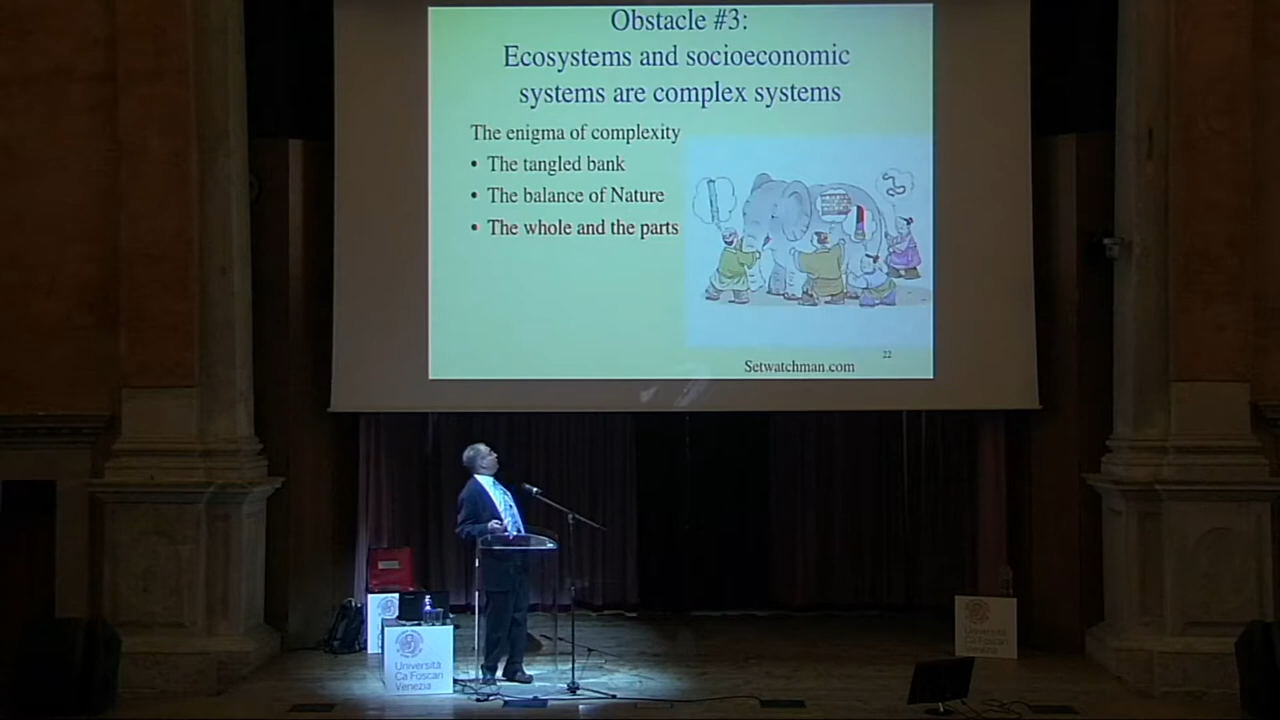 Obstacle #3:
Ecosystems and socioeconomic
systems are complex systems
The enigma of complexity
• The tangled bank
• The balance of Nature
• The whole and the parts
22
Setwatchman.com
Università
Ca Foscari
Venezia
Università
Ca Foscari
Venezia